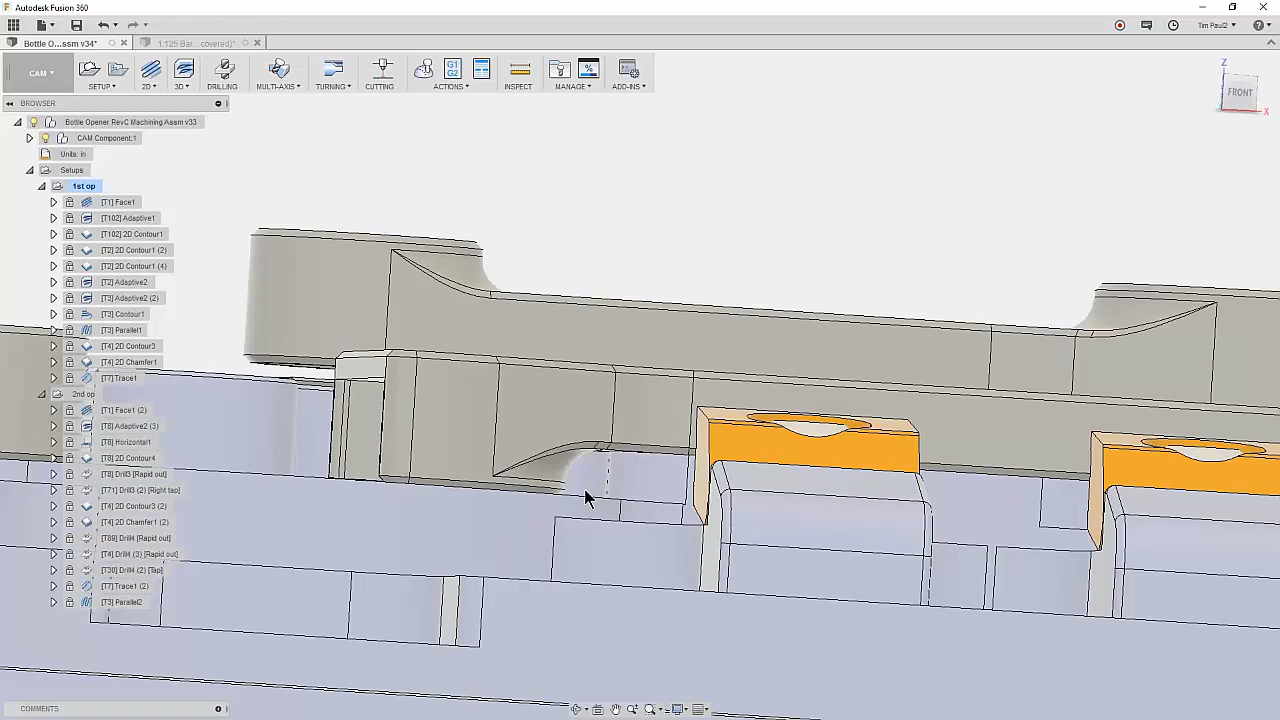 Autodesk Fusion 360
Tim Paul2
Bottle O...ssm v34*
1.125 Bar... covered)*
CAM
SETUP
2D
3D
DRILLING
MULTI-AXIS
TURNING
CUTTING
G1
G2
ACTIONS
INSPECT
MANAGE
ADD-INS
BROWSER
Z
FRONT
X
Bottle Opener RevC Machining Assm v33
CAM Component:1
Units: in
Setups
1st op
[T1] Face1
[T102] Adaptive1
[T102] 2D Contour1
[T2] 2D Contour1 (2)
[T2] 2D Contour1 (4)
[T2] Adaptive2
[T3] Adaptive2 (2)
[T3] Contour1
[T3] Parallel1
[T4] 2D Contour3
[T4] 2D Chamfer1
[T7] Trace1
2nd op
[T1] Face1 (2)
[T8] Adaptive2 (3)
[T8] Horizontal1
[T8] 2D Contour4
[T8] Drill3 [Rapid out]
[T71] Drill3 (2) [Right tap]
[T4] 2D Contour3 (2)
[T4] 2D Chamfer1 (2)
[T89] Drill4 [Rapid out]
[T4] Drill4 (3) [Rapid out]
[T30] Drill4 (2) [Tap]
[T7] Trace1 (2)
[T3] Parallel2
COMMENTS